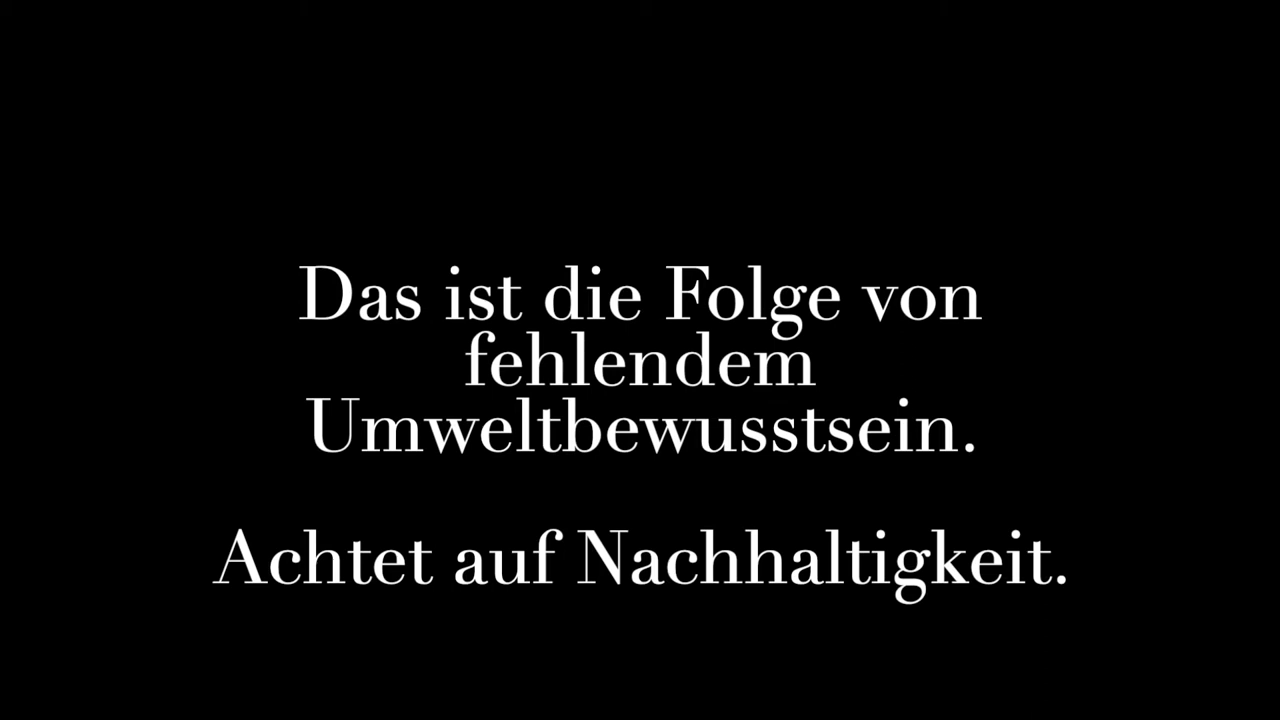 Das ist die Folge von
fehlendem
Umweltbewusstsein.
Achtet auf Nachhaltigkeit.